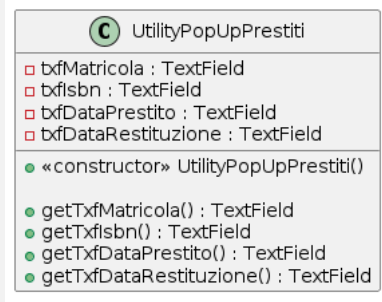 C UtilityPopUpPrestiti
txfMatricola : TextField
txfIsbn : TextField
txfDataPrestito : TextField
txfDataRestituzione : TextField
«constructor» UtilityPopUpPrestiti()
getTxfMatricola() : TextField
getTxfIsbn() : TextField
getTxfDataPrestito() : TextField
getTxfDataRestituzione() : TextField